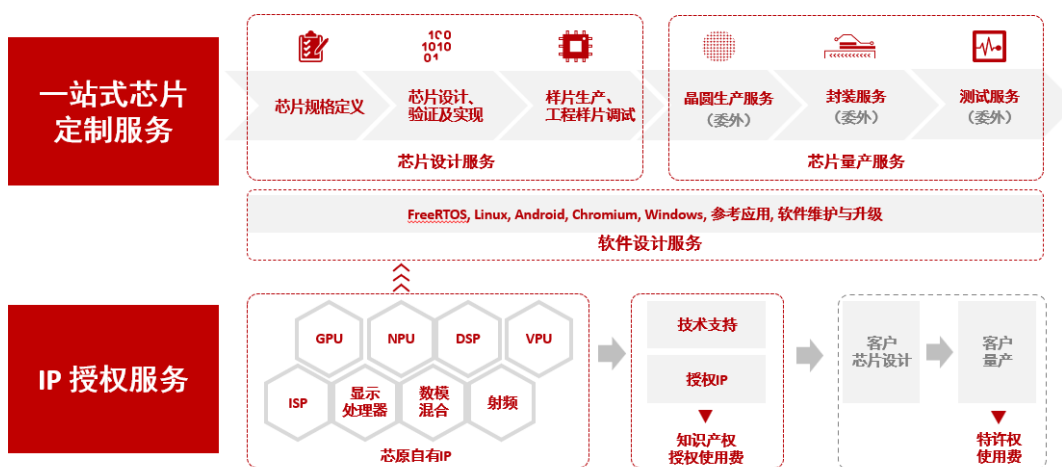 一站式芯片
定制服务
100
1010
01
芯片规格定义
芯片设计、
验证及实现
样片生产、
工程样片调试
芯片设计服务
晶圆生产服务
（委外）
封装服务
（委外）
测试服务
（委外）
芯片量产服务
FreeRTOS, Linux, Android, Chromium, Windows, 参考应用, 软件维护与升级
软件设计服务
IP 授权服务
GPU
NPU
DSP
VPU
ISP
显示
处理器
数模
混合
射频
芯原自有IP
技术支持
授权IP
知识产权
授权使用费
客户
芯片设计
客户
量产
特许权
使用费